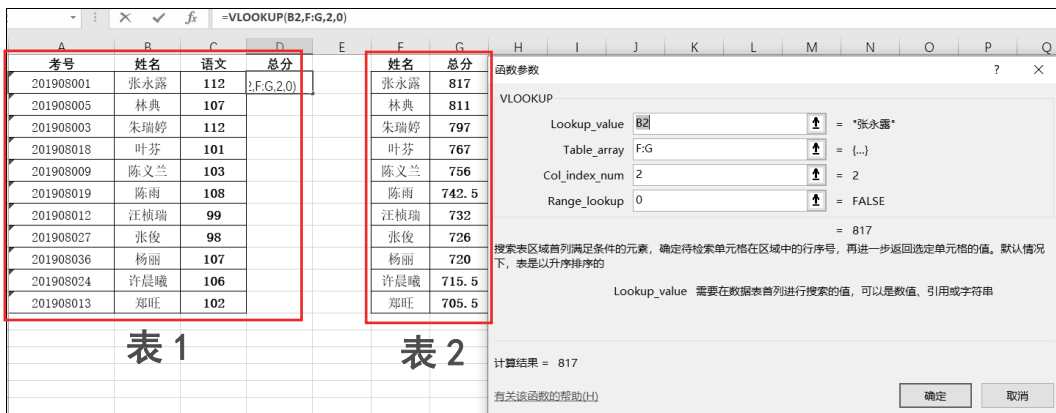 =VLOOKUP(B2,F:G,2,0)
A B C D E F G H I J K L M N O P Q
考号 姓名 语文 总分 姓名 总分
201908001 张永露 112 2,F:G,2,0) 张永露 817
201908005 林典 107 林典 811
201908003 朱瑞婷 112 朱瑞婷 797
201908018 叶芬 101 叶芬 767
201908009 陈义兰 103 陈义兰 756
201908019 陈雨 108 陈雨 742.5
201908012 汪桢瑞 99 汪桢瑞 732
201908027 张俊 98 张俊 726
201908036 杨丽 107 杨丽 720
201908024 许晨曦 106 许晨曦 715.5
201908013 郑旺 102 郑旺 705.5
表1 表2
函数参数 ? ×
VLOOKUP
Lookup_value B2 = "张永露"
Table_array F:G = {...}
Col_index_num 2 = 2
Range_lookup 0 = FALSE
= 817
搜索表区域首列满足条件的元素，确定待检索单元格在区域中的行序号，再进一步返回选定单元格的值。默认情况
下，表是以升序排序的
Lookup_value 需要在数据表首列进行搜索的值，可以是数值、引用或字符串
计算结果 = 817
有关该函数的帮助(H) 确定 取消